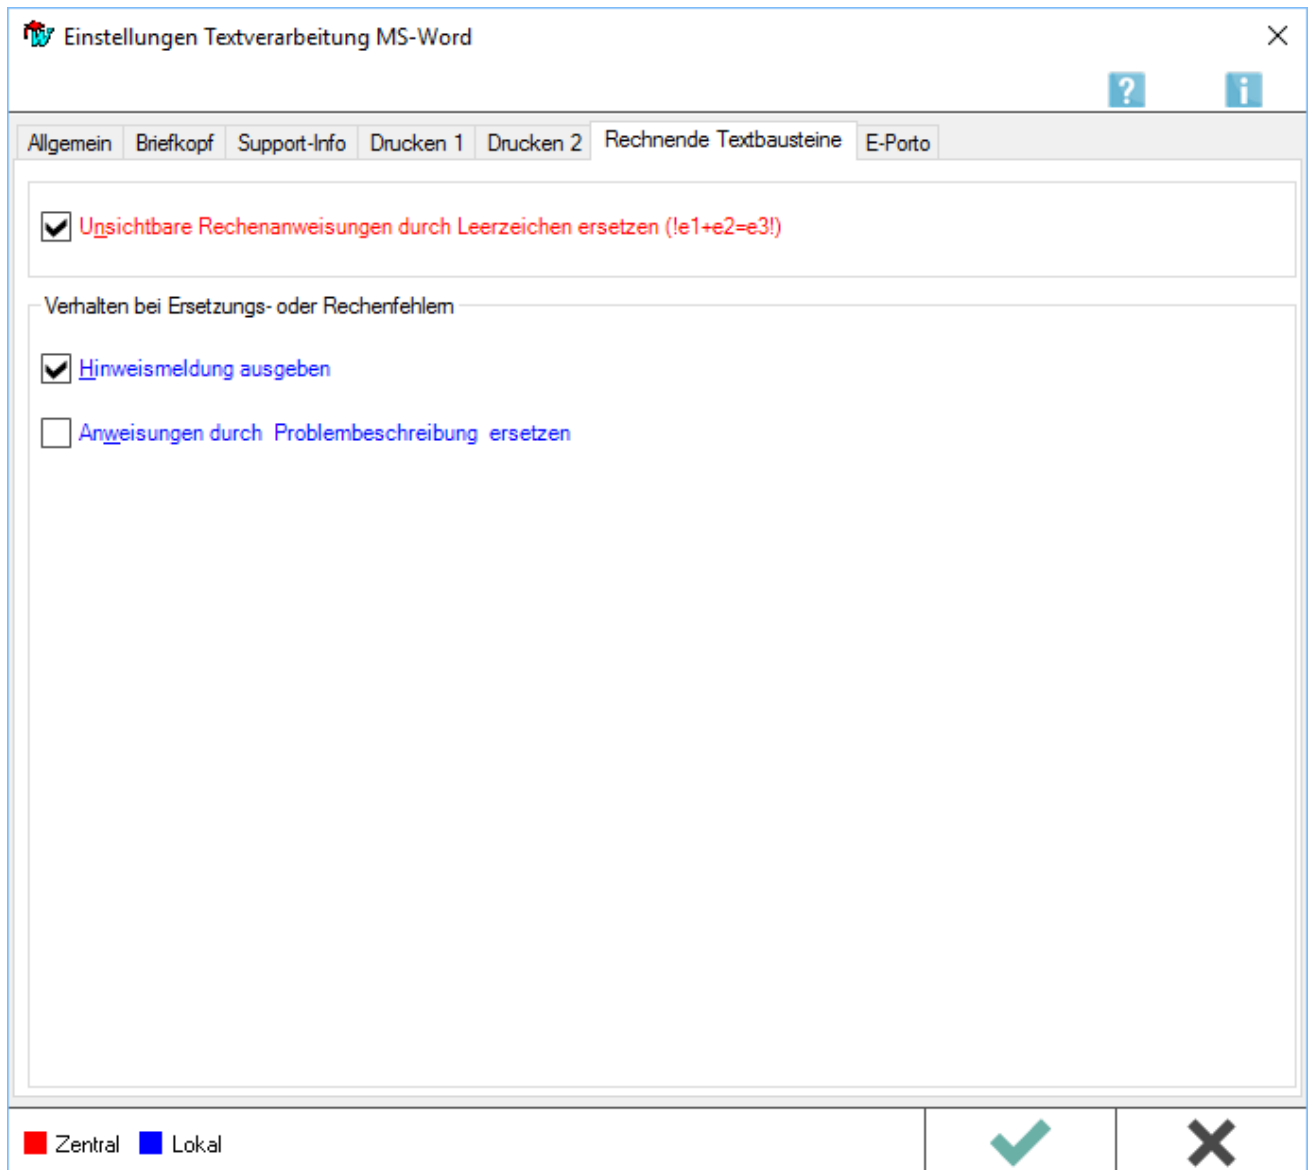 Einstellungen Textverarbeitung MS-Word
Allgemein Briefkopf Support-Info Drucken 1 Drucken 2 Rechnende Textbausteine E-Porto
Unsichtbare Rechenanweisungen durch Leerzeichen ersetzen (!e1+e2=e3!)
Verhalten bei Ersetzungs- oder Rechenfehlern
Hinweismeldung ausgeben
Anweisungen durch Problembeschreibung ersetzen
Zentral Lokal